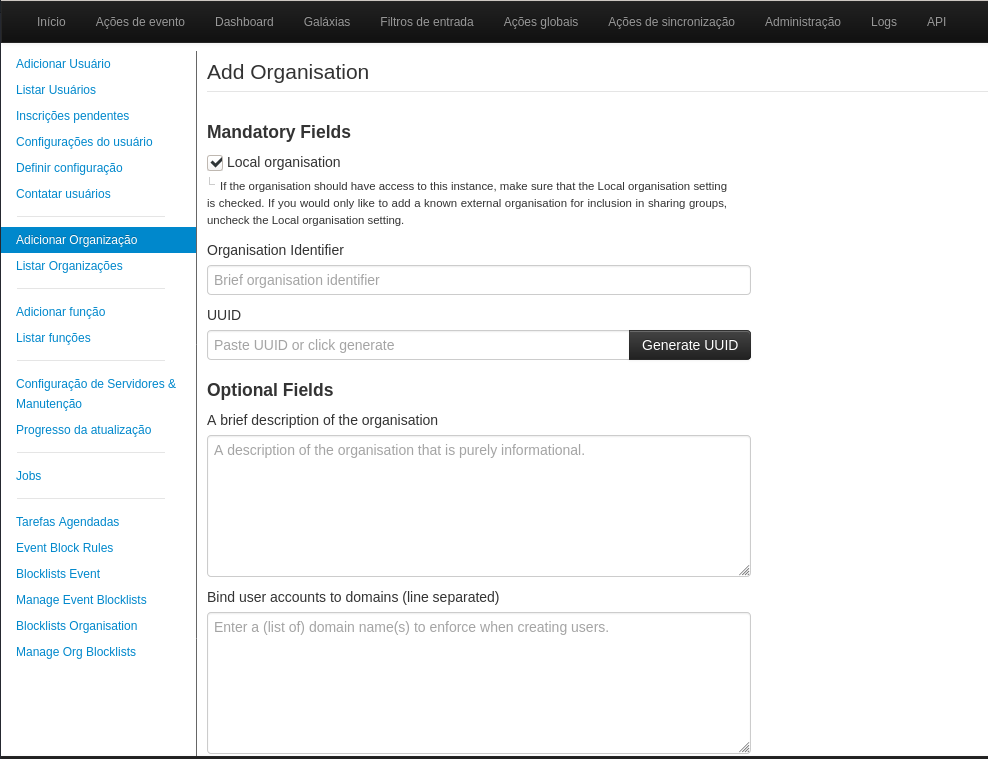 Início Ações de evento Dashboard Galáxias Filtros de entrada Ações globais Ações de sincronização Administração Logs API
Adicionar Usuário
Listar Usuários
Inscrições pendentes
Configurações do usuário
Definir configuração
Contatar usuários
Adicionar Organização
Listar Organizações
Adicionar função
Listar funções
Configuração de Servidores &
Manutenção
Progresso da atualização
Jobs
Tarefas Agendadas
Event Block Rules
Blocklists Event
Manage Event Blocklists
Blocklists Organisation
Manage Org Blocklists
Add Organisation
Mandatory Fields
Local organisation
If the organisation should have access to this instance, make sure that the Local organisation setting
is checked. If you would only like to add a known external organisation for inclusion in sharing groups,
uncheck the Local organisation setting.
Organisation Identifier
Brief organisation identifier
UUID
Paste UUID or click generate Generate UUID
Optional Fields
A brief description of the organisation
A description of the organisation that is purely informational.
Bind user accounts to domains (line separated)
Enter a (list of) domain name(s) to enforce when creating users.